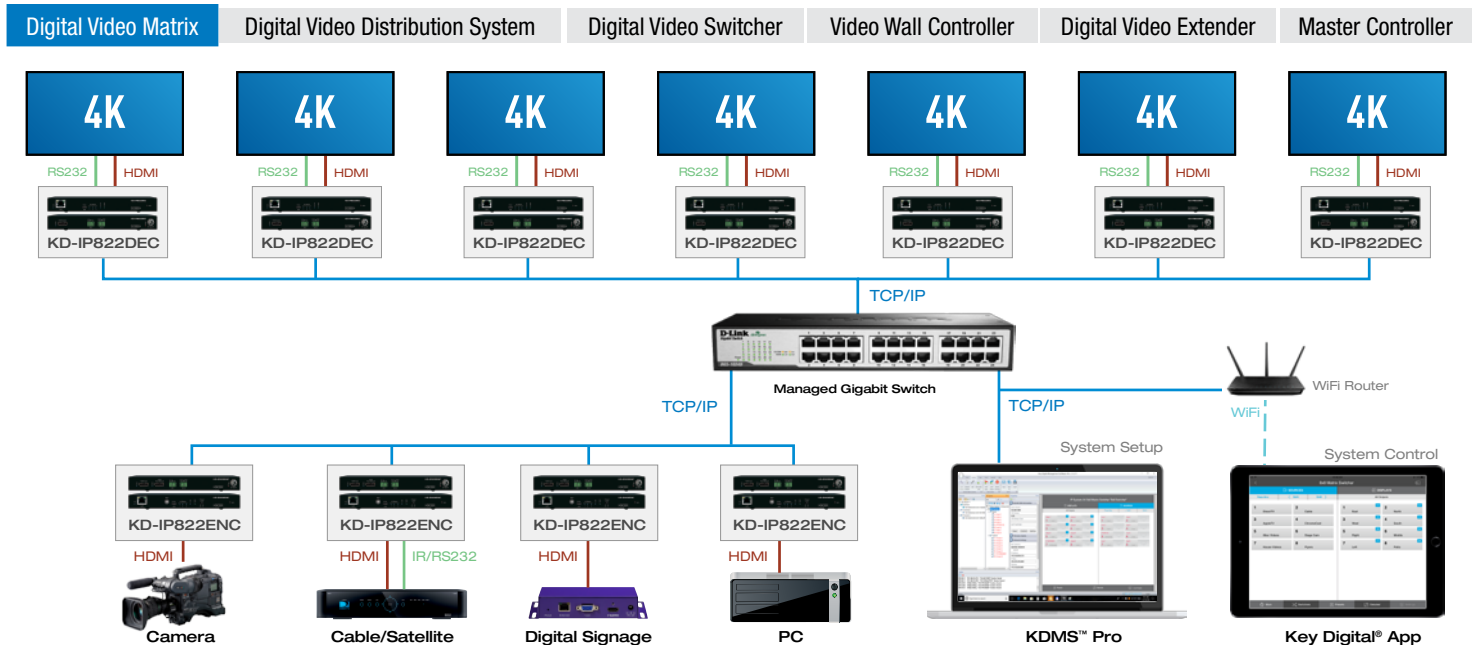 Digital Video Matrix
Digital Video Distribution System
Digital Video Switcher
Video Wall Controller
Digital Video Extender
Master Controller
4K
4K
4K
4K
4K
4K
4K
RS232 HDMI
RS232 HDMI
RS232 HDMI
RS232 HDMI
RS232 HDMI
RS232 HDMI
RS232 HDMI
KD-IP822DEC
KD-IP822DEC
KD-IP822DEC
KD-IP822DEC
KD-IP822DEC
KD-IP822DEC
KD-IP822DEC
TCP/IP
D-Link
Managed Gigabit Switch
WiFi Router
TCP/IP
TCP/IP
WiFi
System Setup
System Control
KD-IP822ENC
KD-IP822ENC
KD-IP822ENC
KD-IP822ENC
HDMI
HDMI
IR/RS232
HDMI
HDMI
Camera
Cable/Satellite
Digital Signage
PC
KDMS™ Pro
Key Digital® App